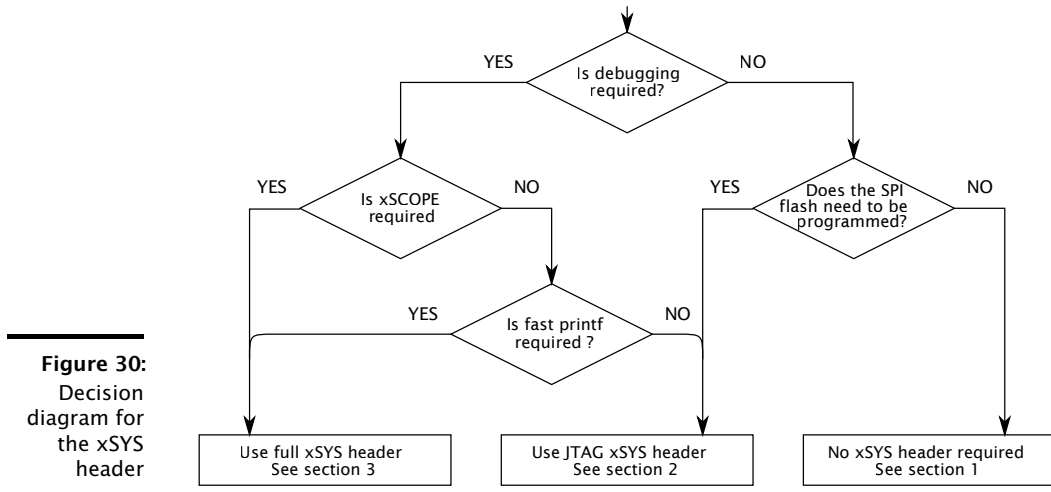 YES
Is debugging
required?
NO
YES
Is xSCOPE
required
NO
YES
Does the SPI
flash need to be
programmed?
NO
YES
Is fast printf
required ?
NO
Use full xSYS header
See section 3
Use JTAG xSYS header
See section 2
No xSYS header required
See section 1
Figure 30:
Decision
diagram for
the xSYS
header